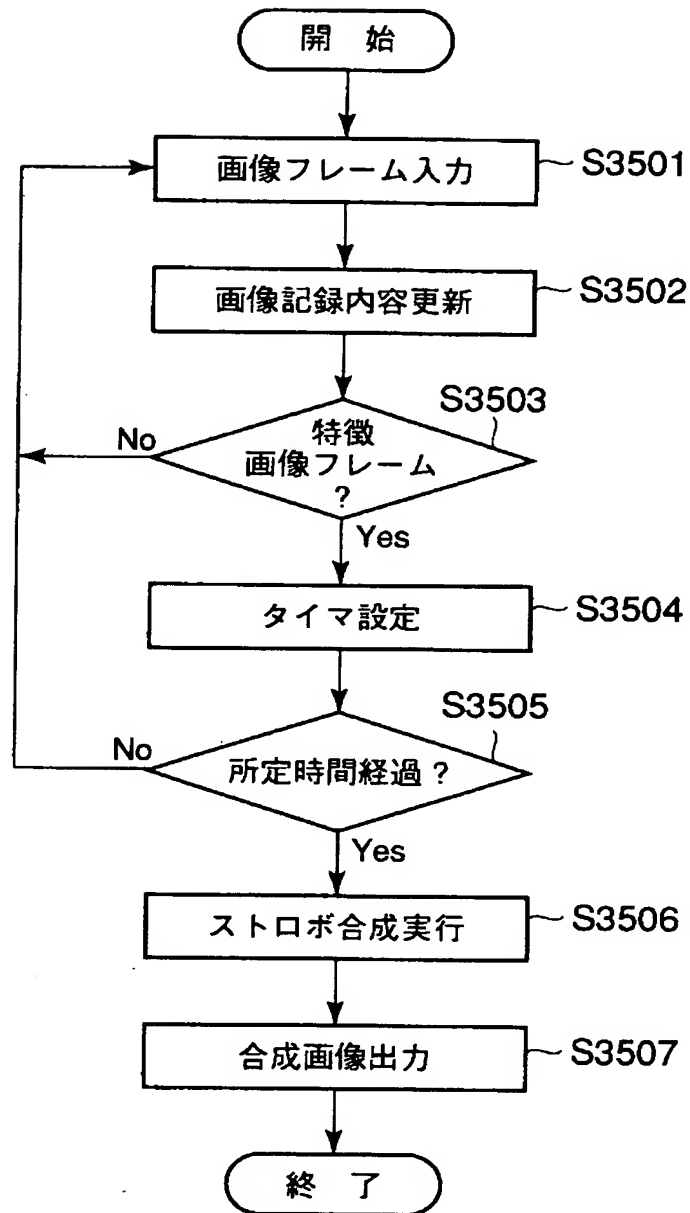 開 始
画像フレーム入力
S3501
画像記録内容更新
S3502
S3503
特徴
画像フレーム
?
No
Yes
タイマ設定
S3504
S3505
所定時間経過?
No
Yes
ストロボ合成実行
S3506
合成画像出力
S3507
終 了